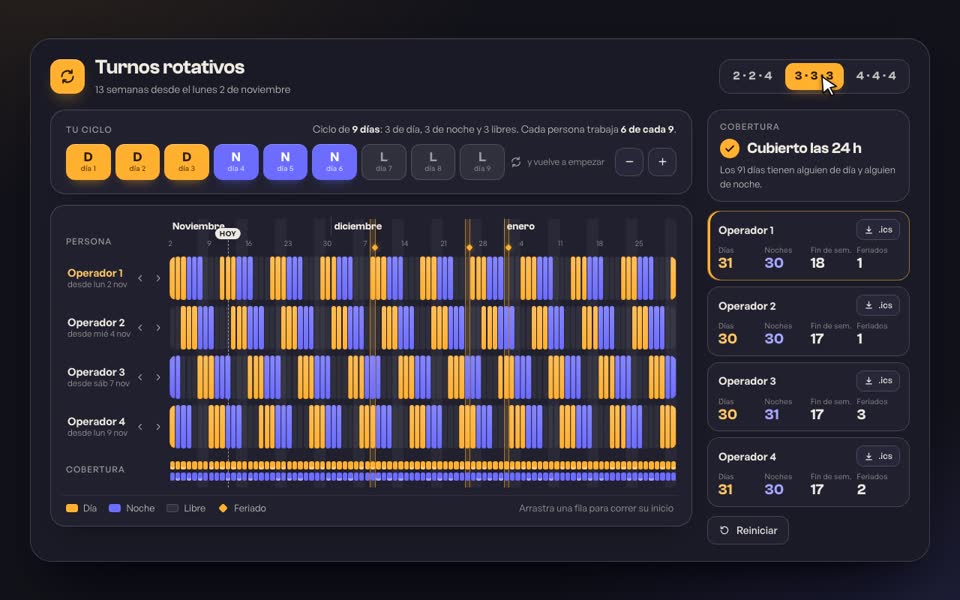 Turnos rotativos
13 semanas desde el lunes 2 de noviembre
2·2·4 3·3·3 4·4·4
TU CICLO
Ciclo de 9 días: 3 de día, 3 de noche y 3 libres. Cada persona trabaja 6 de cada 9.
D D D N N N L L L
día 1 día 2 día 3 día 4 día 5 día 6 día 7 día 8 día 9
y vuelve a empezar
− +
COBERTURA
Cubierto las 24 h
Los 91 días tienen alguien de día y alguien
de noche.
Noviembre diciembre enero
HOY
PERSONA
2 9 16 23 30 7 14 21 28 4 11 18 25
Operador 1
desde lun 2 nov
Operador 2
desde mié 4 nov
Operador 3
desde sáb 7 nov
Operador 4
desde lun 9 nov
COBERTURA
Día Noche Libre Feriado
Arrastra una fila para correr su inicio
Operador 1 .ics
Días Noches Fin de sem. Feriados
31 30 18 1
Operador 2 .ics
Días Noches Fin de sem. Feriados
30 30 17 1
Operador 3 .ics
Días Noches Fin de sem. Feriados
30 31 17 3
Operador 4 .ics
Días Noches Fin de sem. Feriados
31 30 17 2
Reiniciar